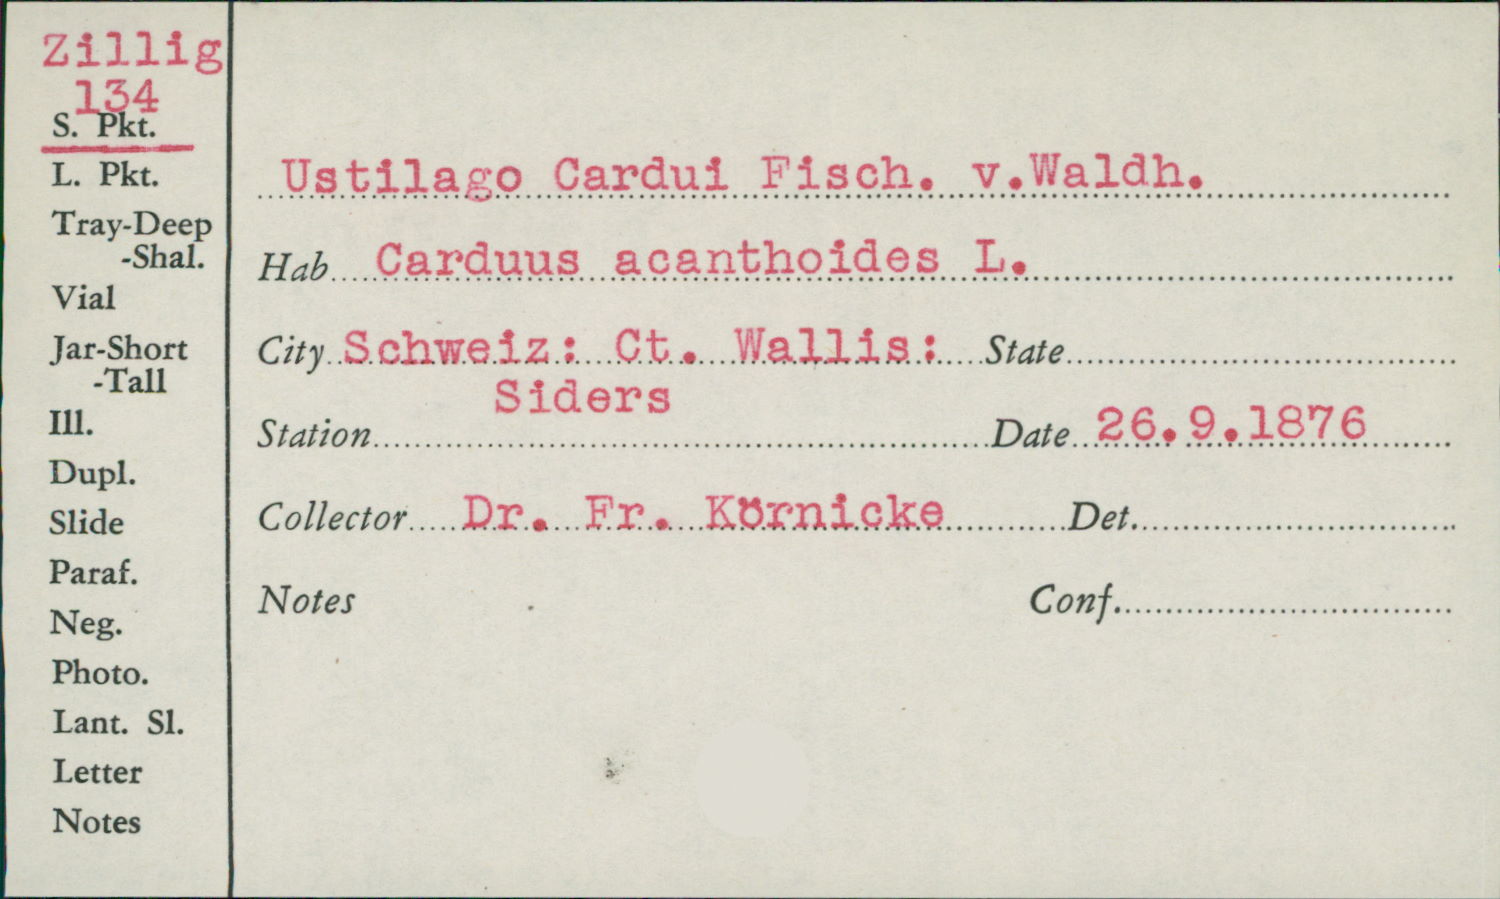 Zillig
134
S. Pkt.
L. Pkt.
Tray-Deep
-Shal.
Vial
Jar-Short
-Tall
Ill.
Dupl.
Slide
Paraf.
Neg.
Photo.
Lant. Sl.
Letter
Notes
Ustilago Cardui Fisch. v.Waldh.
Hab Carduus acanthoides L.
City Schweiz: Ct. Wallis: State
Siders
Station Date 26.9.1876
Collector Dr. Fr. Körnicke Det.
Notes Conf.